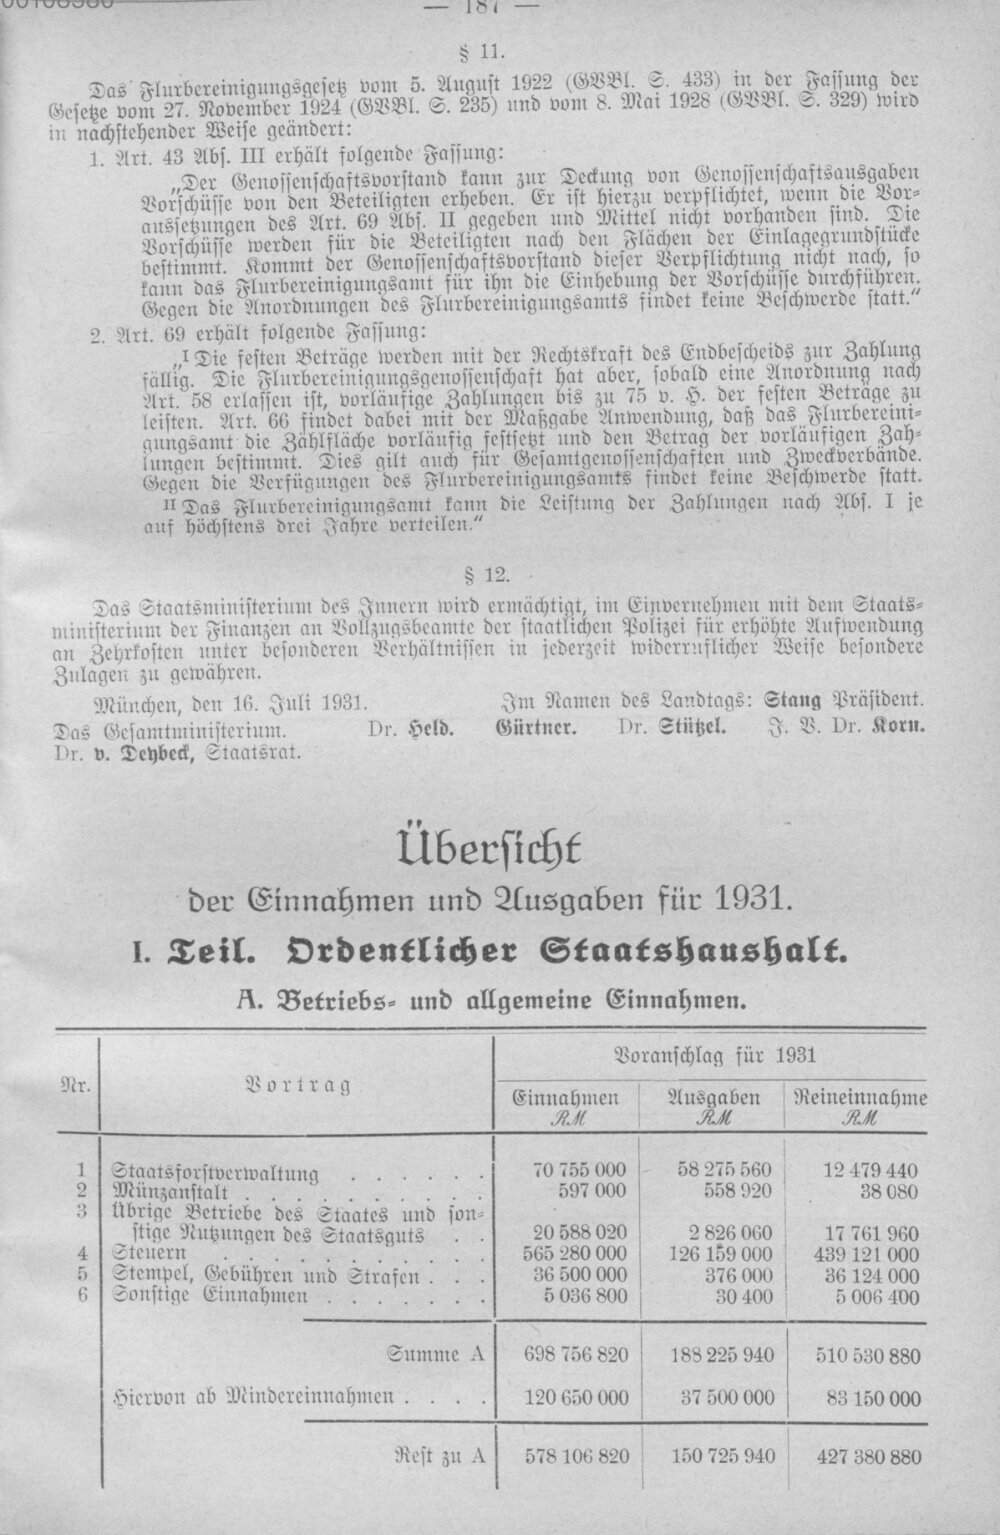 — 187 —
§ 11.
Das Flurbereinigungsgesetz vom 5. August 1922 (GVBl. S. 433) in der Fassung der
Gesetze vom 27. November 1924 (GVBl. S. 235) und vom 8. Mai 1928 (GVBl. S. 329) wird
in nachstehender Weise geändert:
1. Art. 43 Abs. III erhält folgende Fassung:
„Der Genossenschaftsvorstand kann zur Deckung von Genossenschaftsausgaben
Vorschüsse von den Beteiligten erheben. Er ist hierzu verpflichtet, wenn die Vor-
aussetzungen des Art. 69 Abs. II gegeben und Mittel nicht vorhanden sind. Die
Vorschüsse werden für die Beteiligten nach den Flächen der Einlagegrundstücke
bestimmt. Kommt der Genossenschaftsvorstand dieser Verpflichtung nicht nach, so
kann das Flurbereinigungsamt für ihn die Einhebung der Vorschüsse durchführen.
Gegen die Anordnungen des Flurbereinigungsamts findet keine Beschwerde statt.“
2. Art. 69 erhält folgende Fassung:
„I Die festen Beträge werden mit der Rechtskraft des Endbescheids zur Zahlung
fällig. Die Flurbereinigungsgenossenschaft hat aber, sobald eine Anordnung nach
Art. 58 erlassen ist, vorläufige Zahlungen bis zu 75 v. H. der festen Beträge zu
leisten. Art. 66 findet dabei mit der Maßgabe Anwendung, daß das Flurbereini-
gungsamt die Zahlfläche vorläufig festsetzt und den Betrag der vorläufigen Zah-
lungen bestimmt. Dies gilt auch für Gesamtgenossenschaften und Zweckverbände.
Gegen die Verfügungen des Flurbereinigungsamts findet keine Beschwerde statt.
II Das Flurbereinigungsamt kann die Leistung der Zahlungen nach Abs. I je
auf höchstens drei Jahre verteilen.“
§ 12.
Das Staatsministerium des Innern wird ermächtigt, im Einvernehmen mit dem Staats-
ministerium der Finanzen an Vollzugsbeamte der staatlichen Polizei für erhöhte Aufwendung
an Zehrkosten unter besonderen Verhältnissen in jederzeit widerruflicher Weise besondere
Zulagen zu gewähren.
München, den 16. Juli 1931. Im Namen des Landtags: Stang Präsident.
Das Gesamtministerium. Dr. Held. Gürtner. Dr. Stützel. J. V. Dr. Korn.
Dr. v. Deybeck, Staatsrat.
Übersicht
der Einnahmen und Ausgaben für 1931.
I. Teil. Ordentlicher Staatshaushalt.
A. Betriebs- und allgemeine Einnahmen.
Nr. Vortrag Voranschlag für 1931
Einnahmen Ausgaben Reineinnahme
RM RM RM
1 Staatsforstverwaltung . . . . . . 70 755 000 58 275 560 12 479 440
2 Münzanstalt . . . . . . . . . . 597 000 558 920 38 080
3 Übrige Betriebe des Staates und son-
stige Nutzungen des Staatsguts . . 20 588 020 2 826 060 17 761 960
4 Steuern . . . . . . . . . . 565 280 000 126 159 000 439 121 000
5 Stempel, Gebühren und Strafen . . . 36 500 000 376 000 36 124 000
6 Sonstige Einnahmen . . . . . . . 5 036 800 30 400 5 006 400
Summe A 698 756 820 188 225 940 510 530 880
Hiervon ab Mindereinnahmen . . . . 120 650 000 37 500 000 83 150 000
Rest zu A 578 106 820 150 725 940 427 380 880